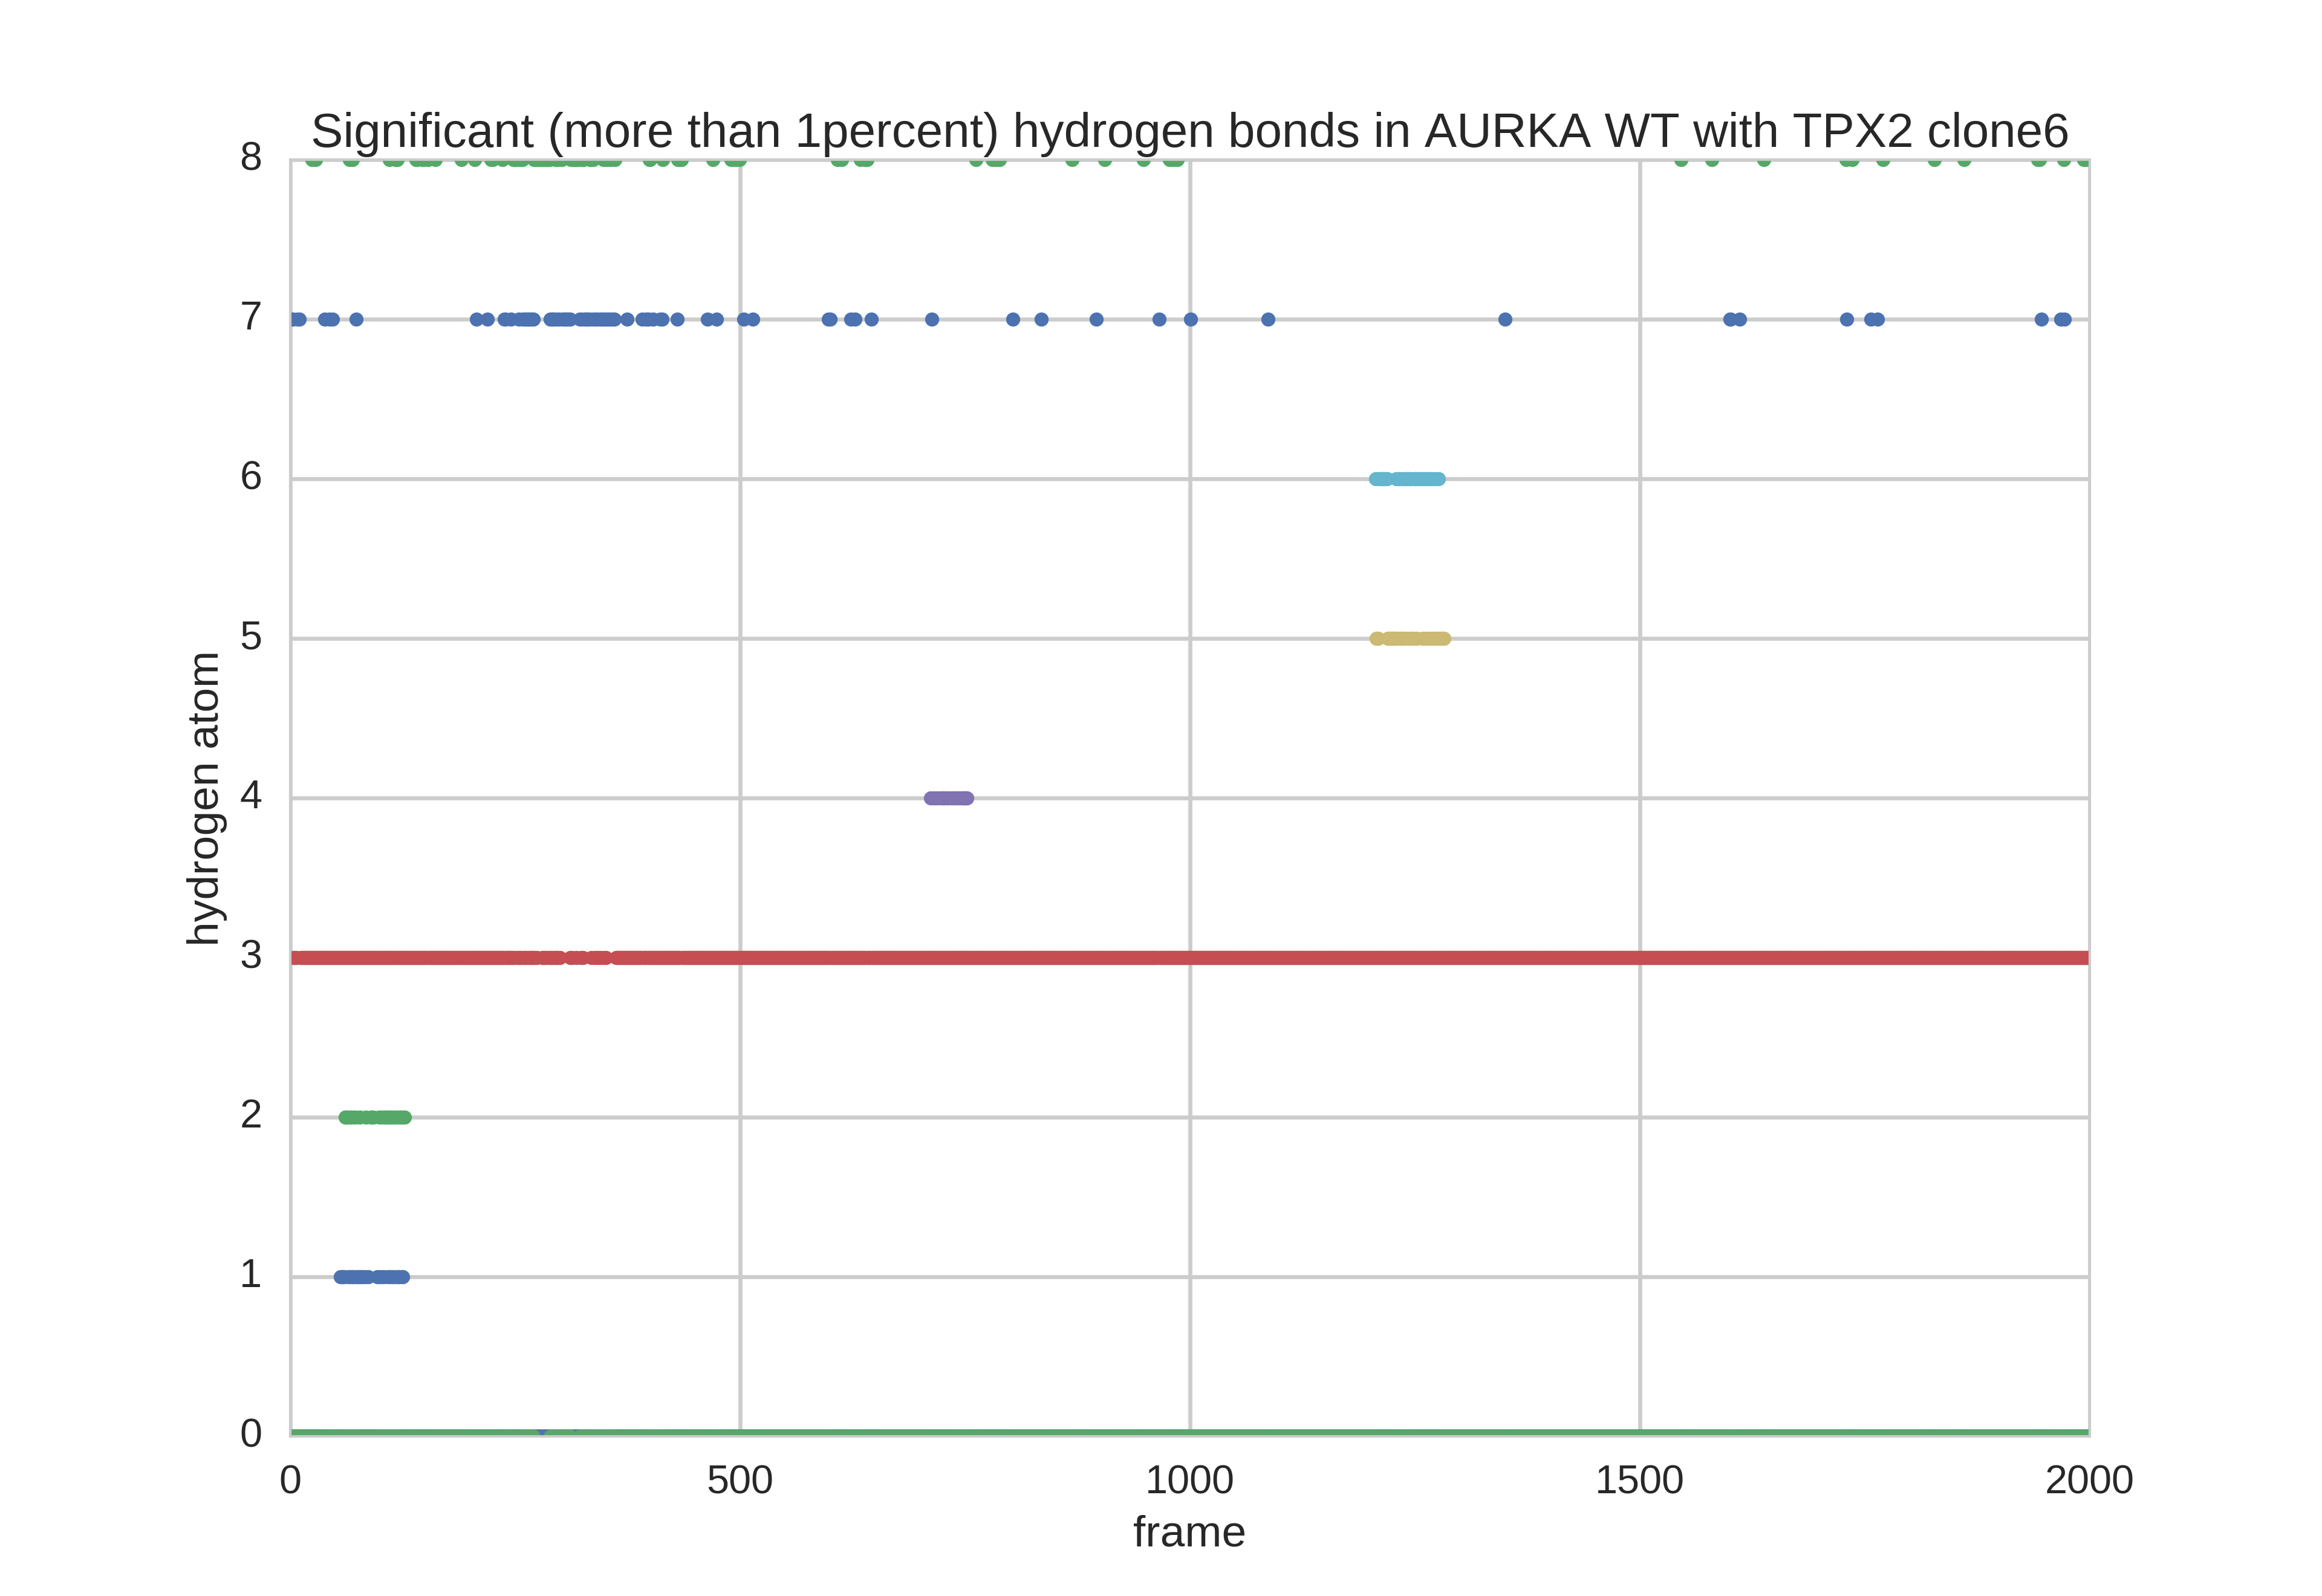 Significant (more than 1percent) hydrogen bonds in AURKA WT with TPX2 clone6
8
7
6
5
4
3
2
1
0
hydrogen atom
0 500 1000 1500 2000
frame